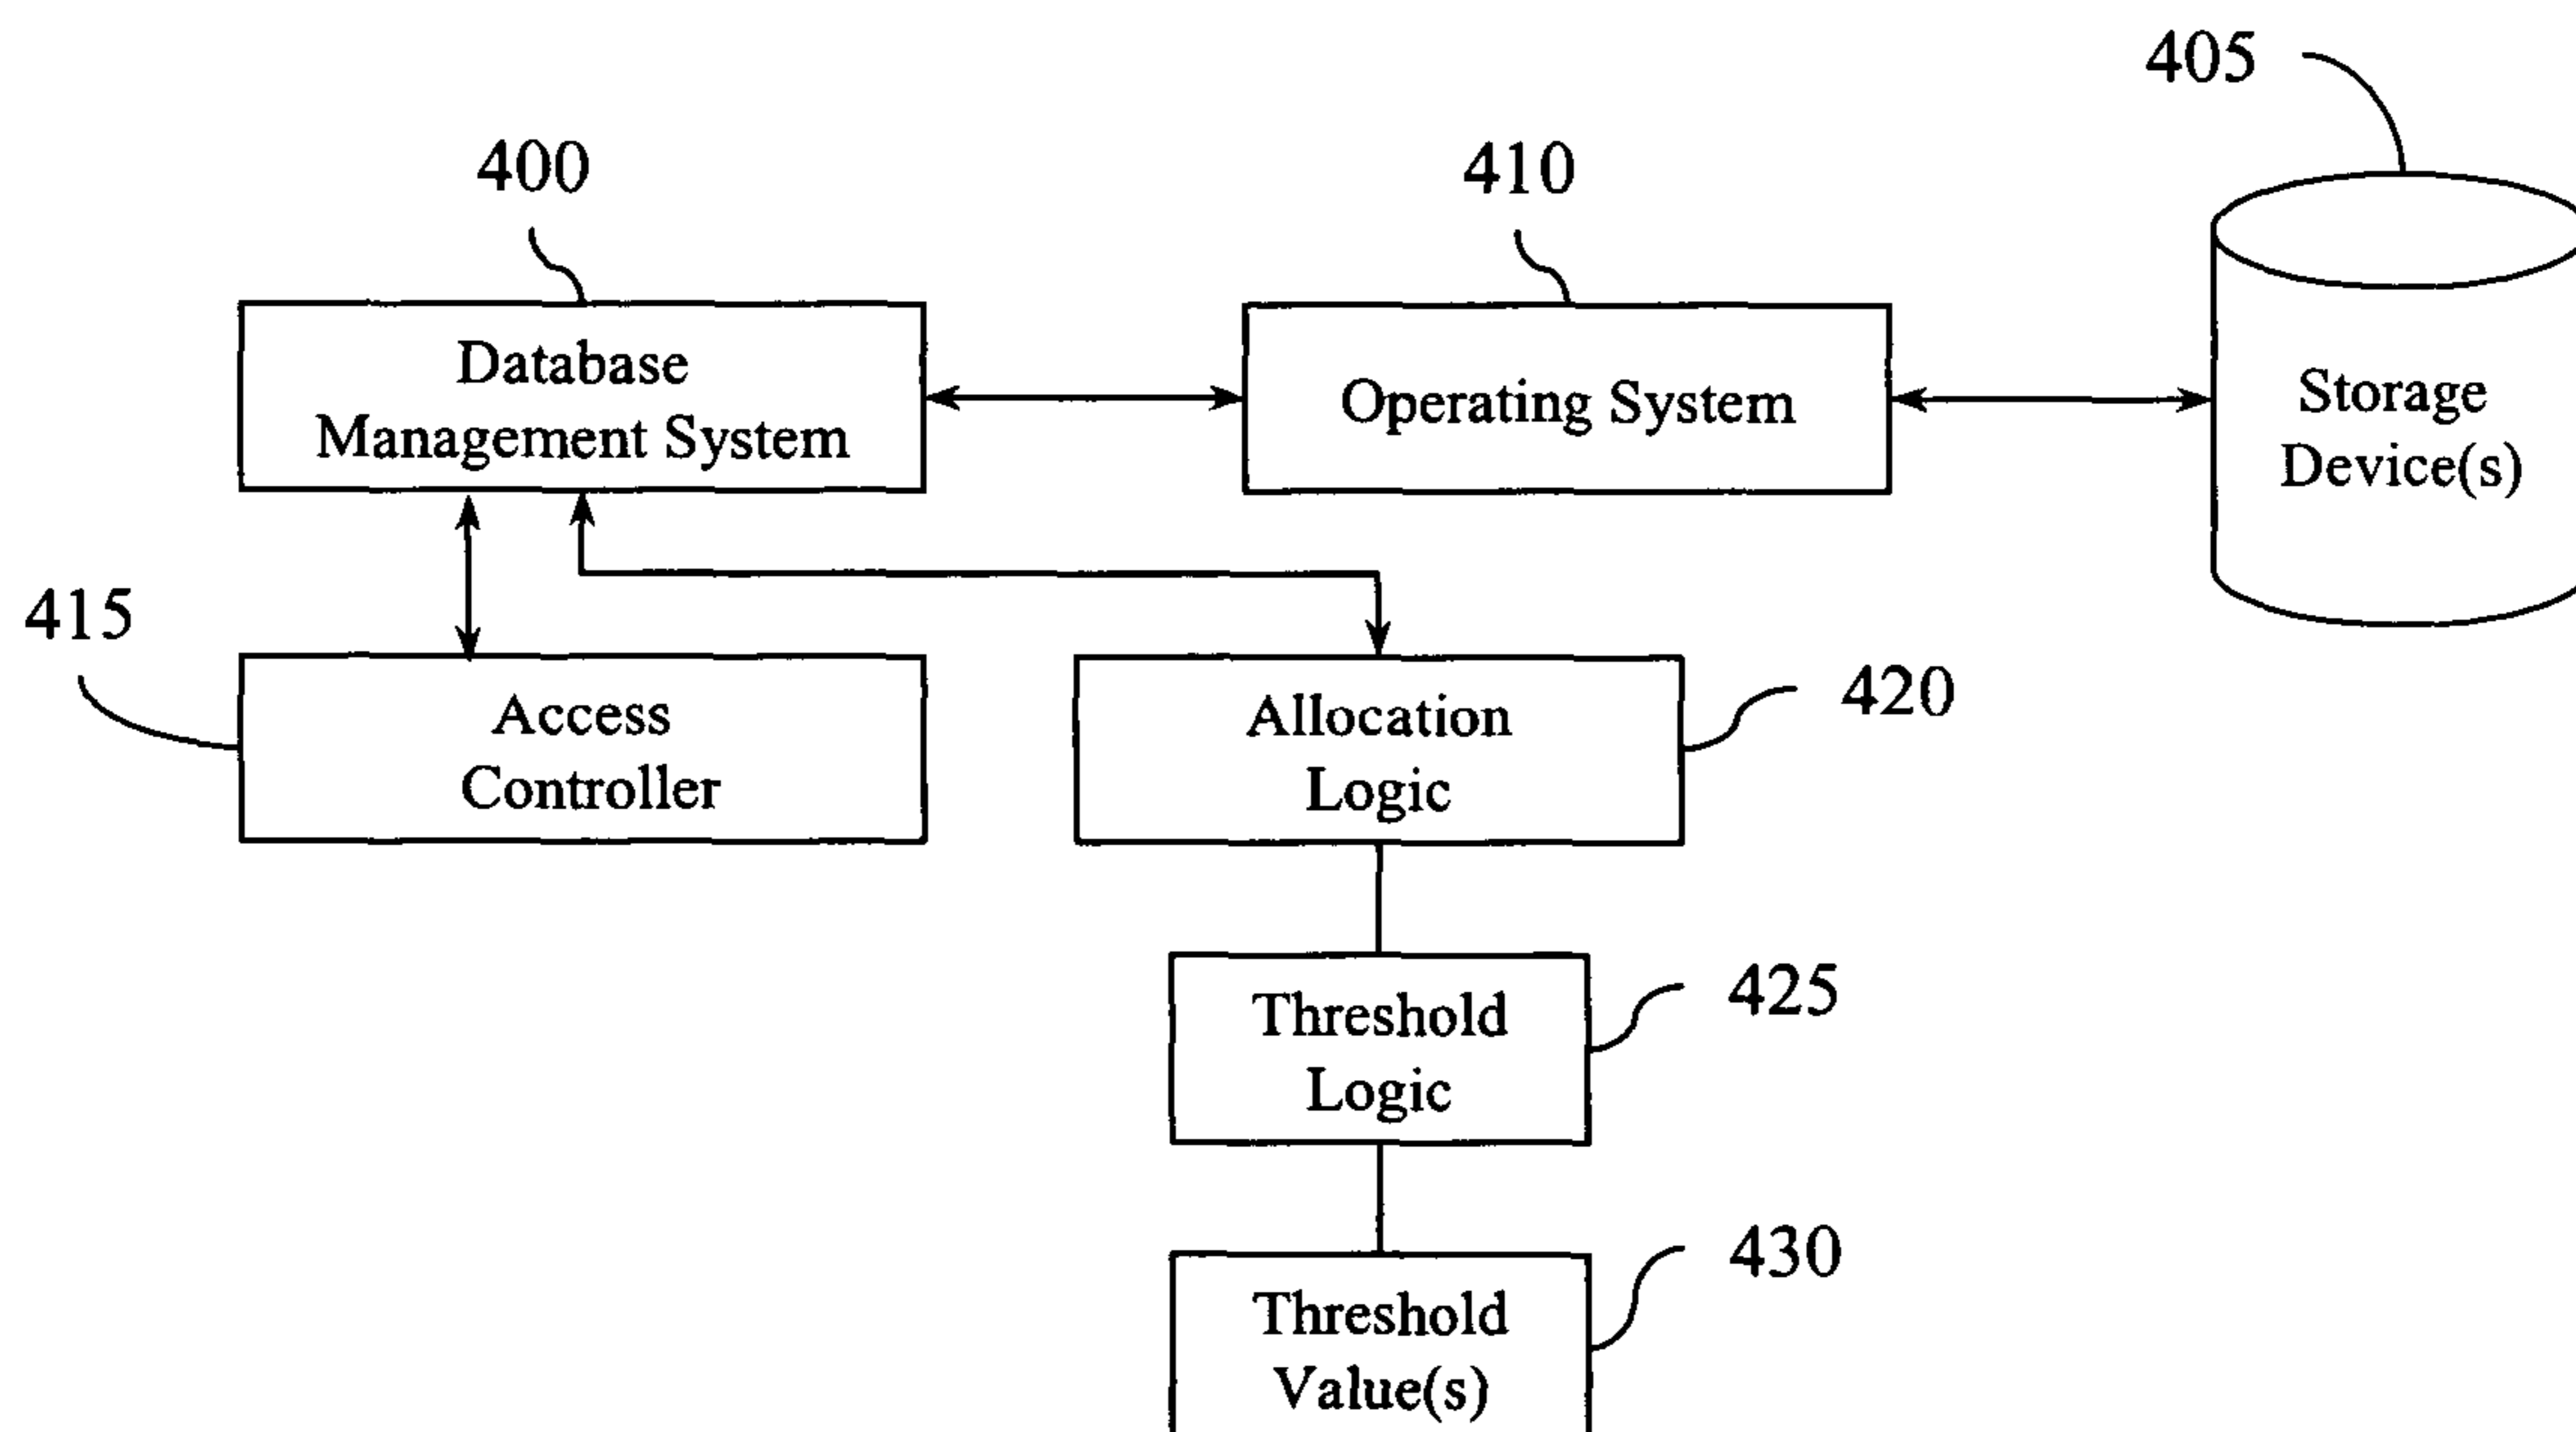 405
400
410
Database
Management System
Operating System
Storage
Device(s)
415
Access
Controller
Allocation
Logic
420
Threshold
Logic
425
Threshold
Value(s)
430